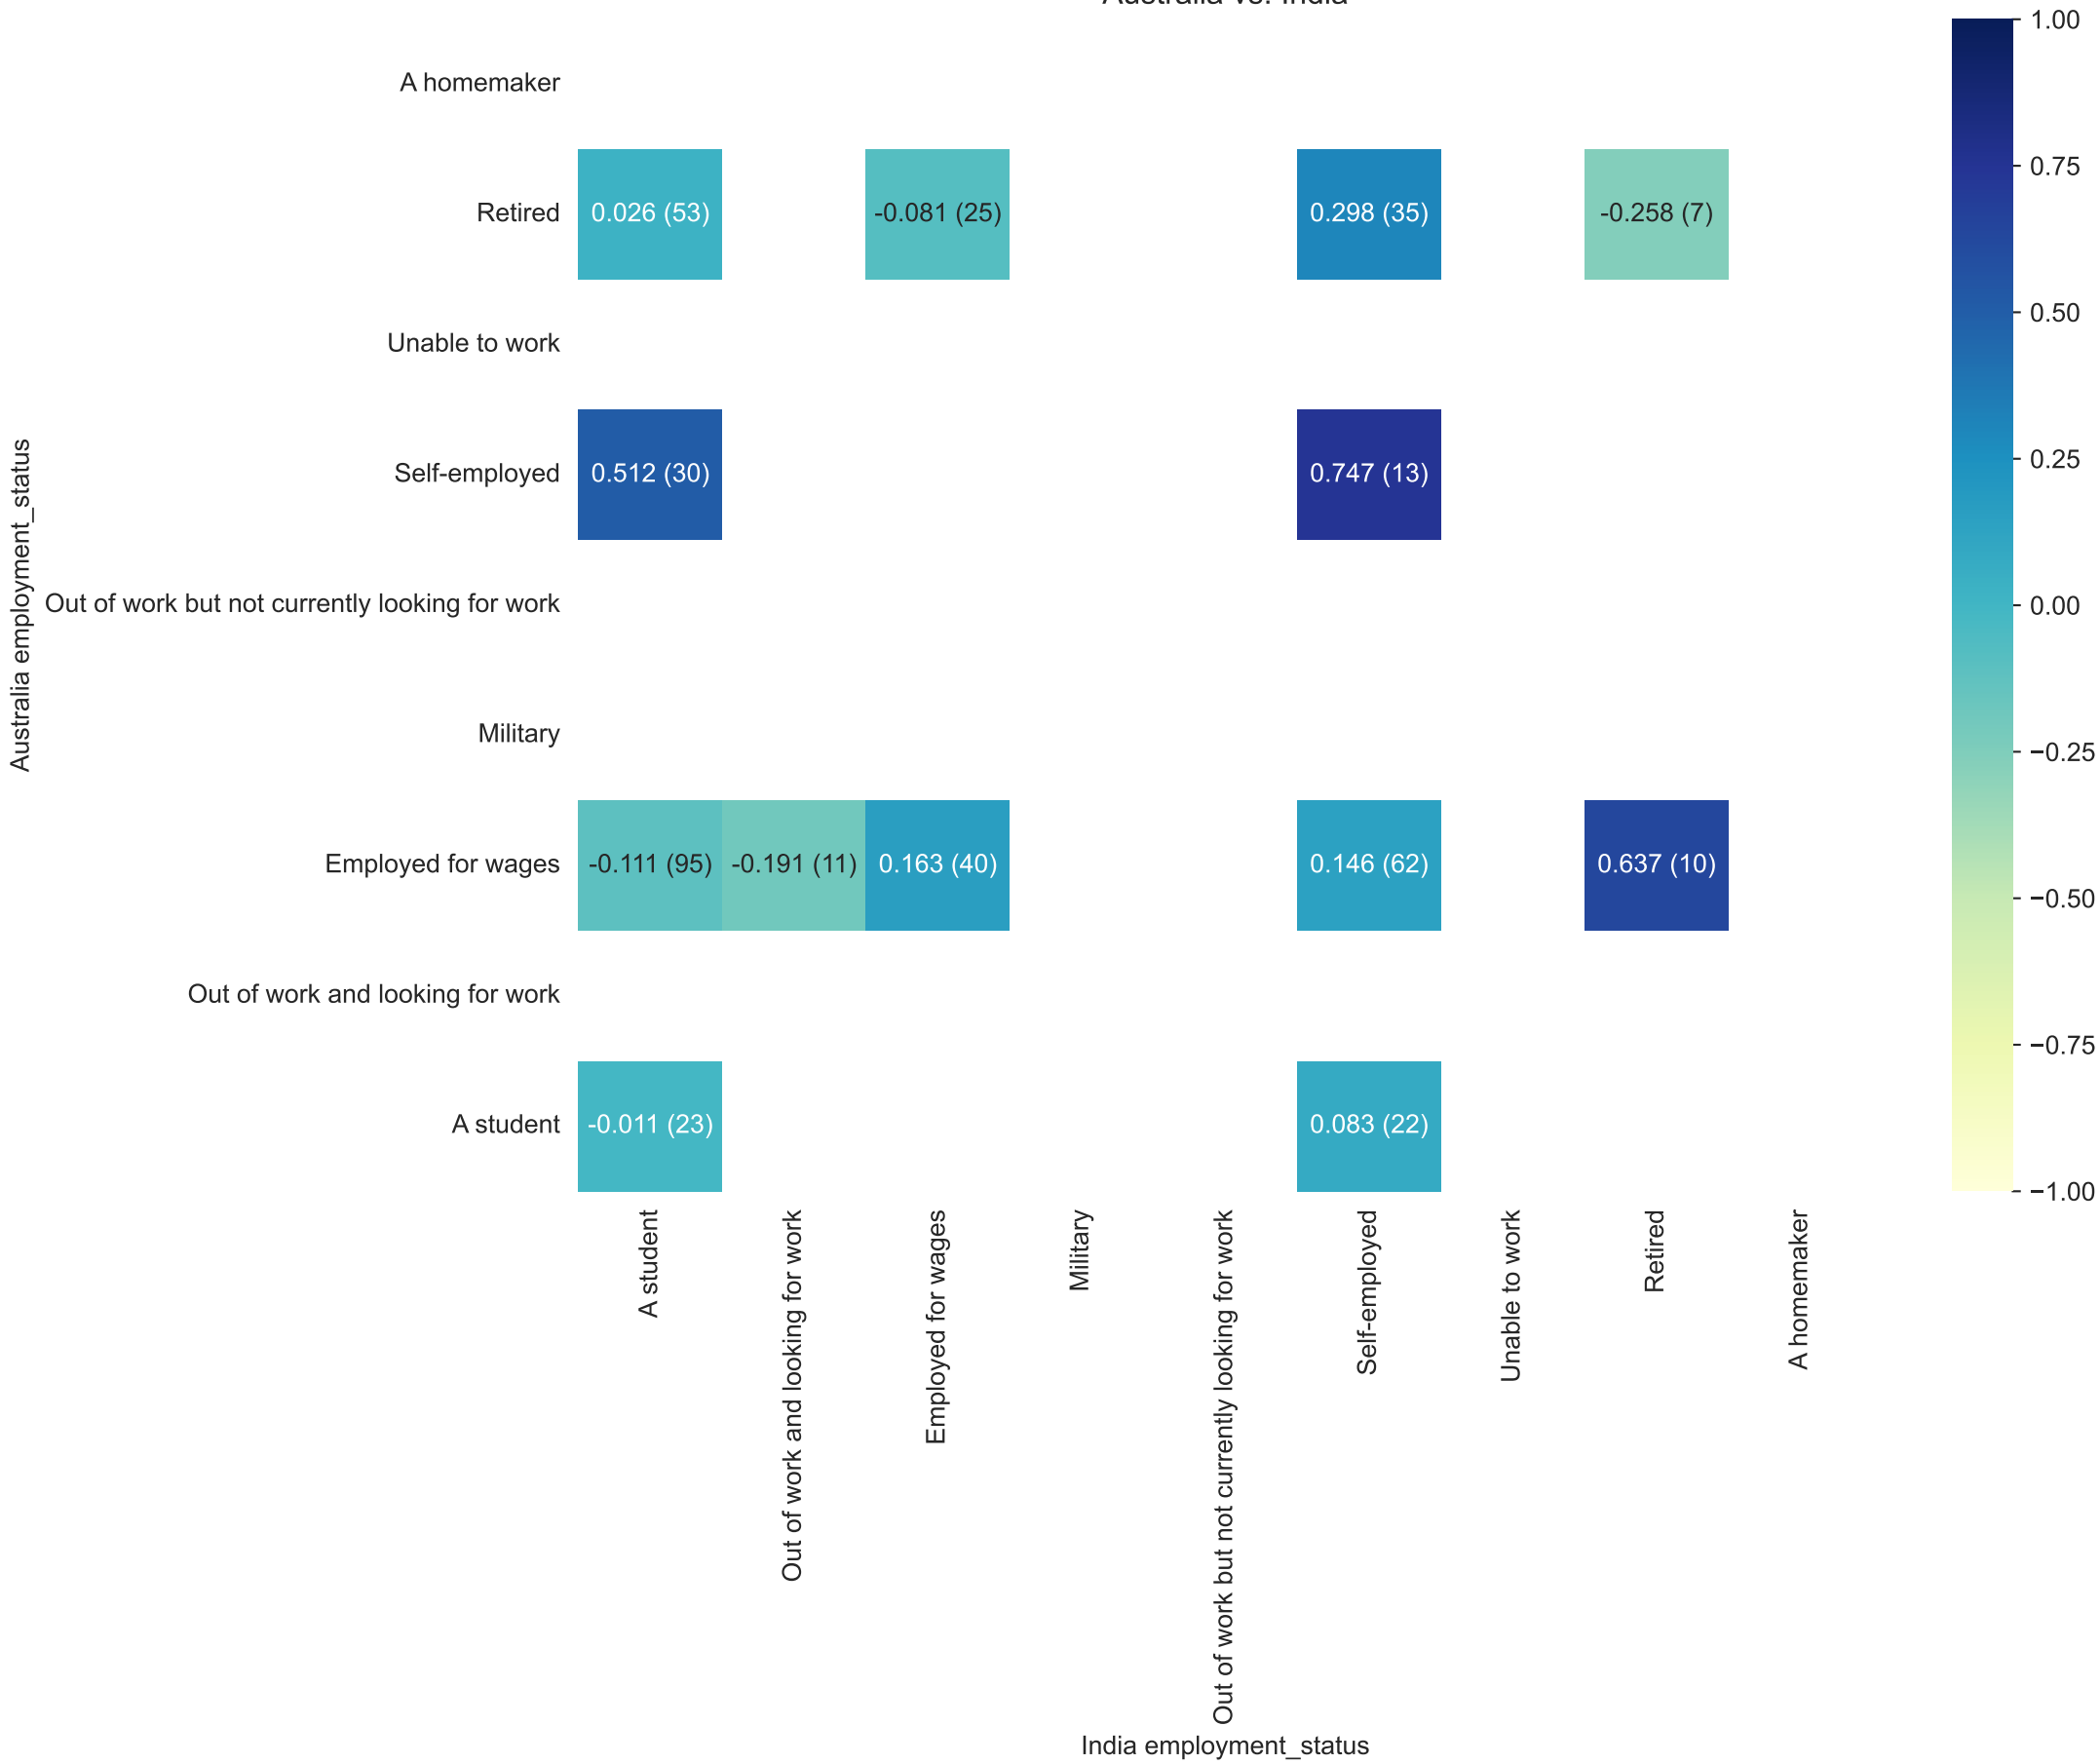 Australia vs. India
1.00
A homemaker
0.75
Retired
0.026 (53)
-0.081 (25)
0.298 (35)
-0.258 (7)
Unable to work
0.50
Self-employed
0.512 (30)
0.747 (13)
0.25
Australia employment_status
Out of work but not currently looking for work
0.00
Military
−0.25
Employed for wages
-0.111 (95)
-0.191 (11)
0.163 (40)
0.146 (62)
0.637 (10)
−0.50
Out of work and looking for work
−0.75
A student
-0.011 (23)
0.083 (22)
−1.00
A student
Out of work and looking for work
Employed for wages
Military
Out of work but not currently looking for work
Self-employed
Unable to work
Retired
A homemaker
India employment_status